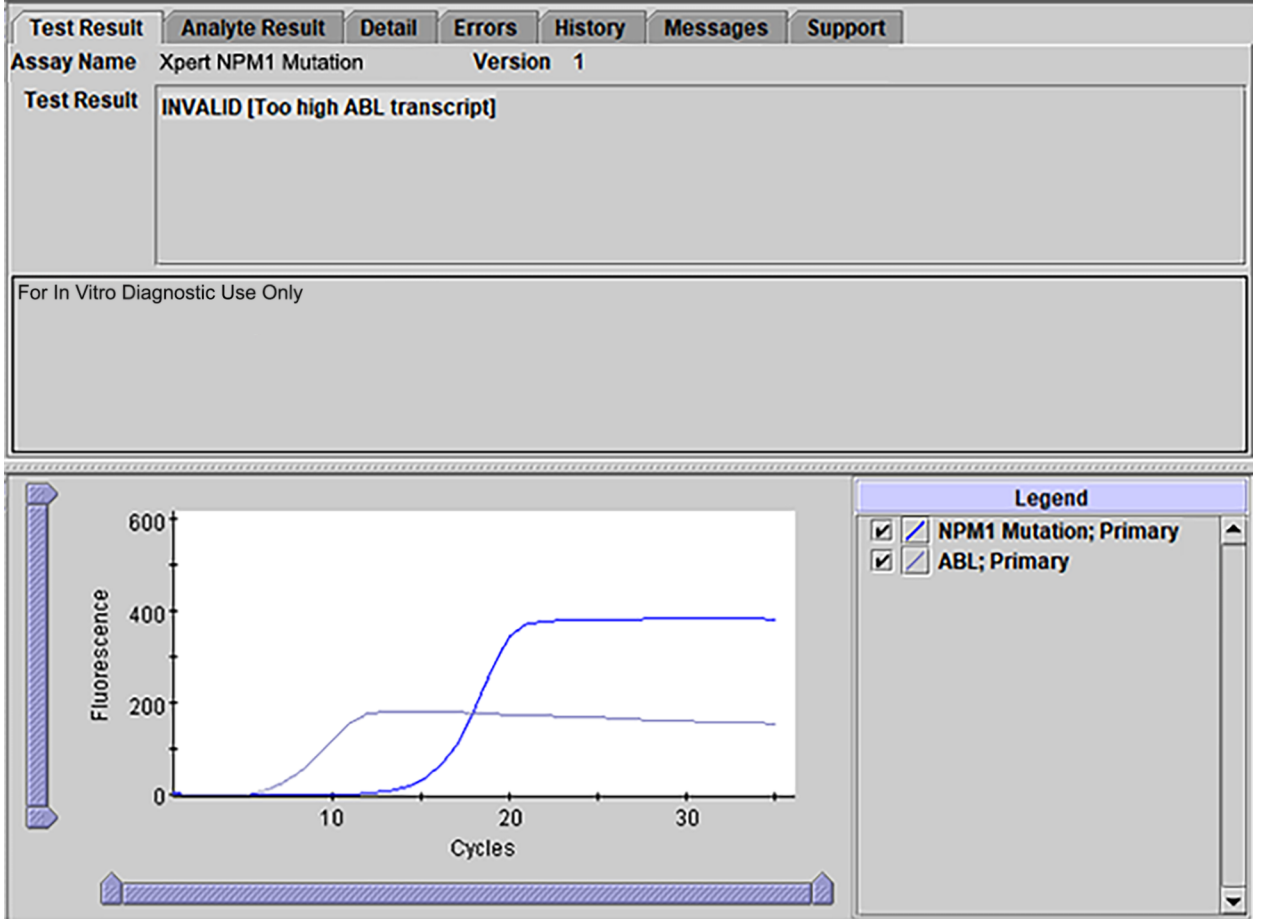 Test Result Analyte Result Detail Errors History Messages Support
Assay Name Xpert NPM1 Mutation Version 1
Test Result INVALID [Too high ABL transcript]
For In Vitro Diagnostic Use Only
Legend
NPM1 Mutation; Primary
ABL; Primary
600
400
200
0
Fluorescence
10 20 30
Cycles